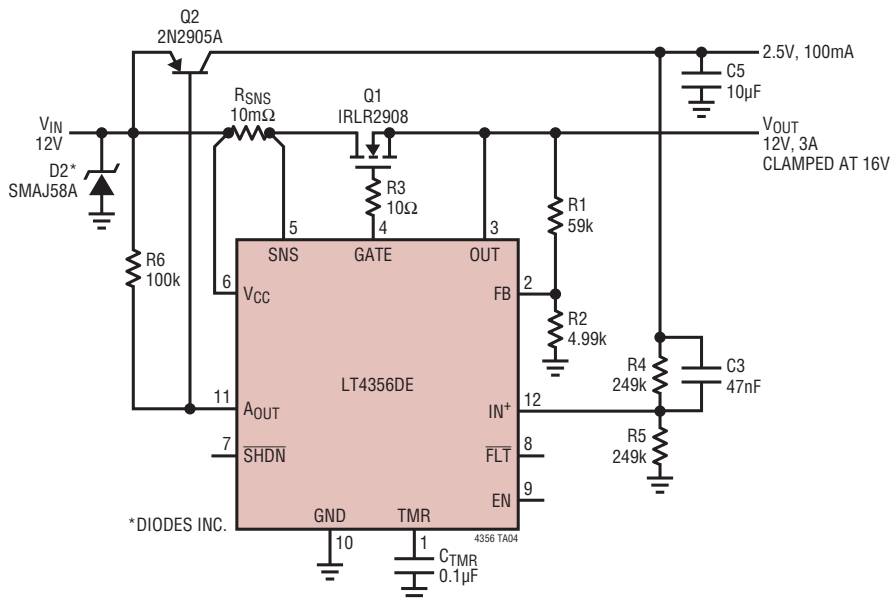 Q2
2N2905A
2.5V, 100mA
C5
10µF
VIN
12V
RSNS
10mΩ
Q1
IRLR2908
VOUT
12V, 3A
CLAMPED AT 16V
D2*
SMAJ58A
R3
10Ω
R1
59k
5
4
3
SNS
GATE
OUT
R6
100k
6
VCC
FB
2
R2
4.99k
R4
249k
C3
47nF
LT4356DE
11
AOUT
IN+
12
R5
249k
7
SHDN
FLT
8
EN
9
*DIODES INC.
GND
TMR
4356 TA04
10
1
CTMR
0.1µF